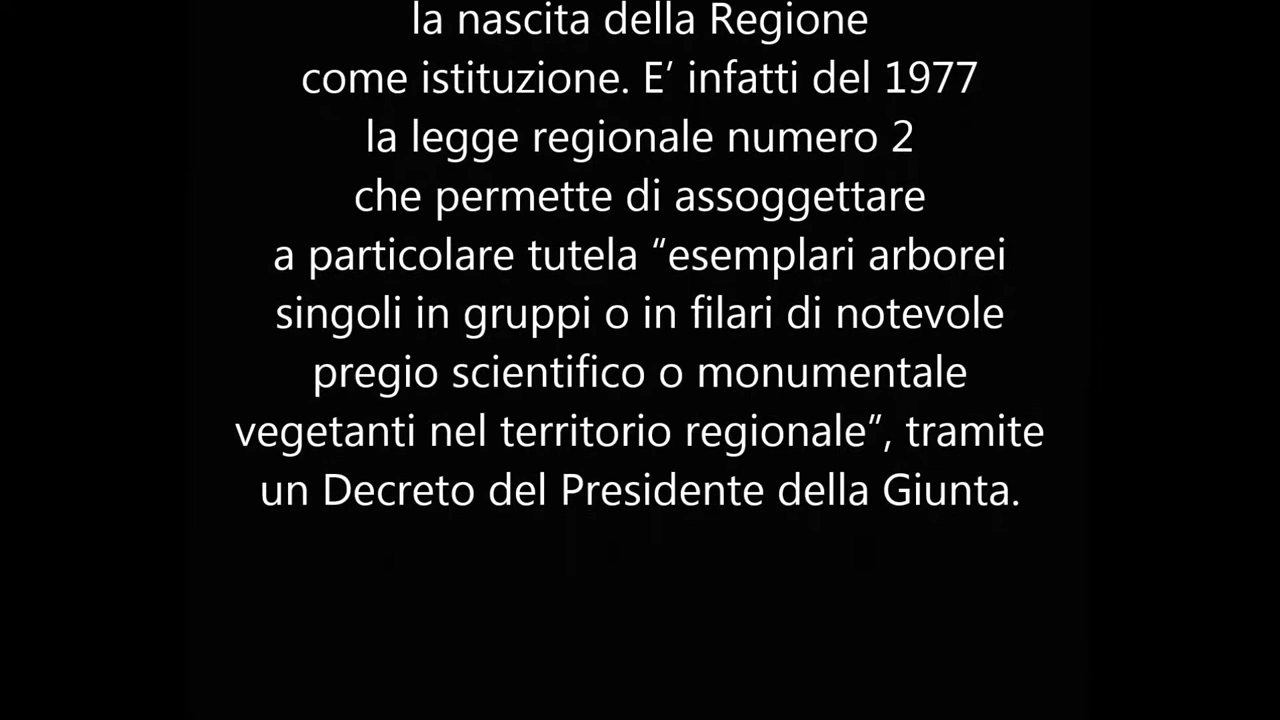 la nascita della Regione
come istituzione. E’ infatti del 1977
la legge regionale numero 2
che permette di assoggettare
a particolare tutela “esemplari arborei
singoli in gruppi o in filari di notevole
pregio scientifico o monumentale
vegetanti nel territorio regionale”, tramite
un Decreto del Presidente della Giunta.